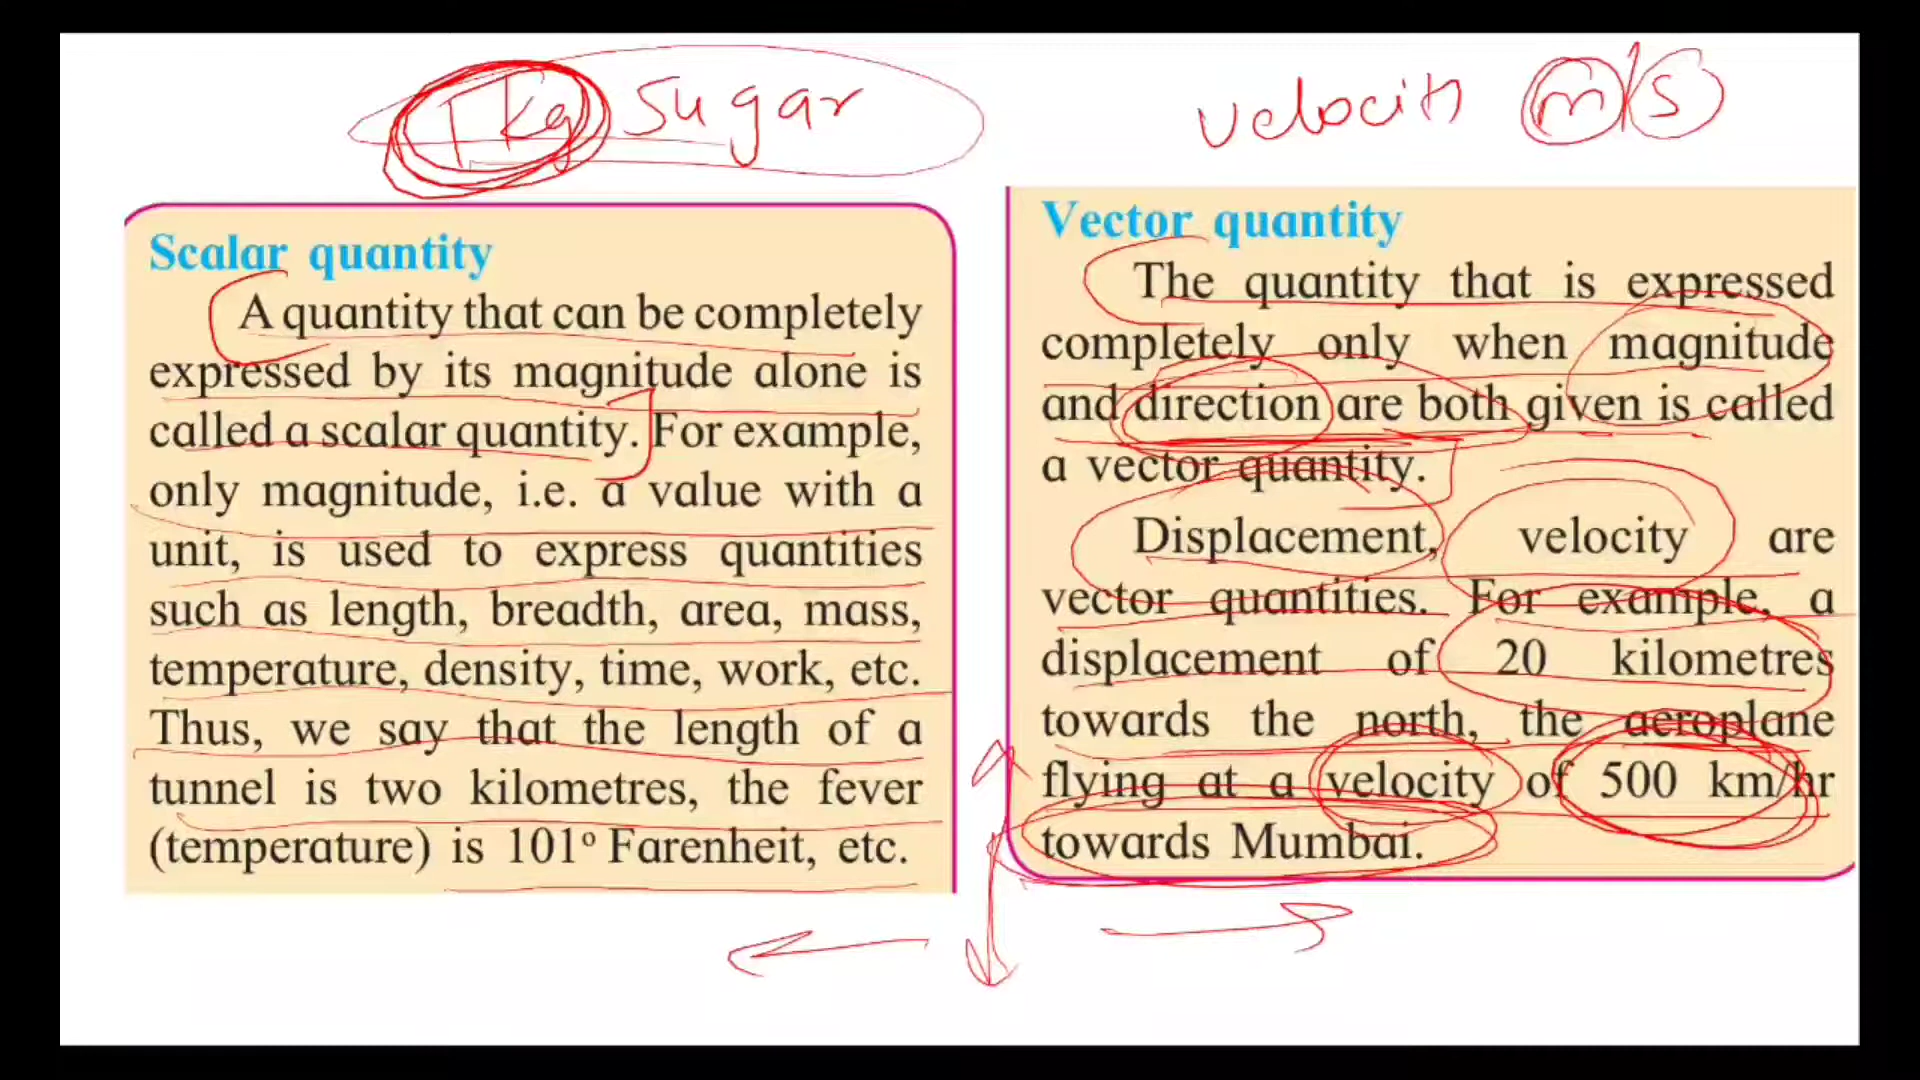 1 kg sugar
velocity m/s
Scalar quantity
A quantity that can be completely
expressed by its magnitude alone is
called a scalar quantity. For example,
only magnitude, i.e. a value with a
unit, is used to express quantities
such as length, breadth, area, mass,
temperature, density, time, work, etc.
Thus, we say that the length of a
tunnel is two kilometres, the fever
(temperature) is 101° Farenheit, etc.
Vector quantity
The quantity that is expressed
completely only when magnitude
and direction are both given is called
a vector quantity.
Displacement, velocity are
vector quantities. For example, a
displacement of 20 kilometres
towards the north, the aeroplane
flying at a velocity of 500 km/hr
towards Mumbai.